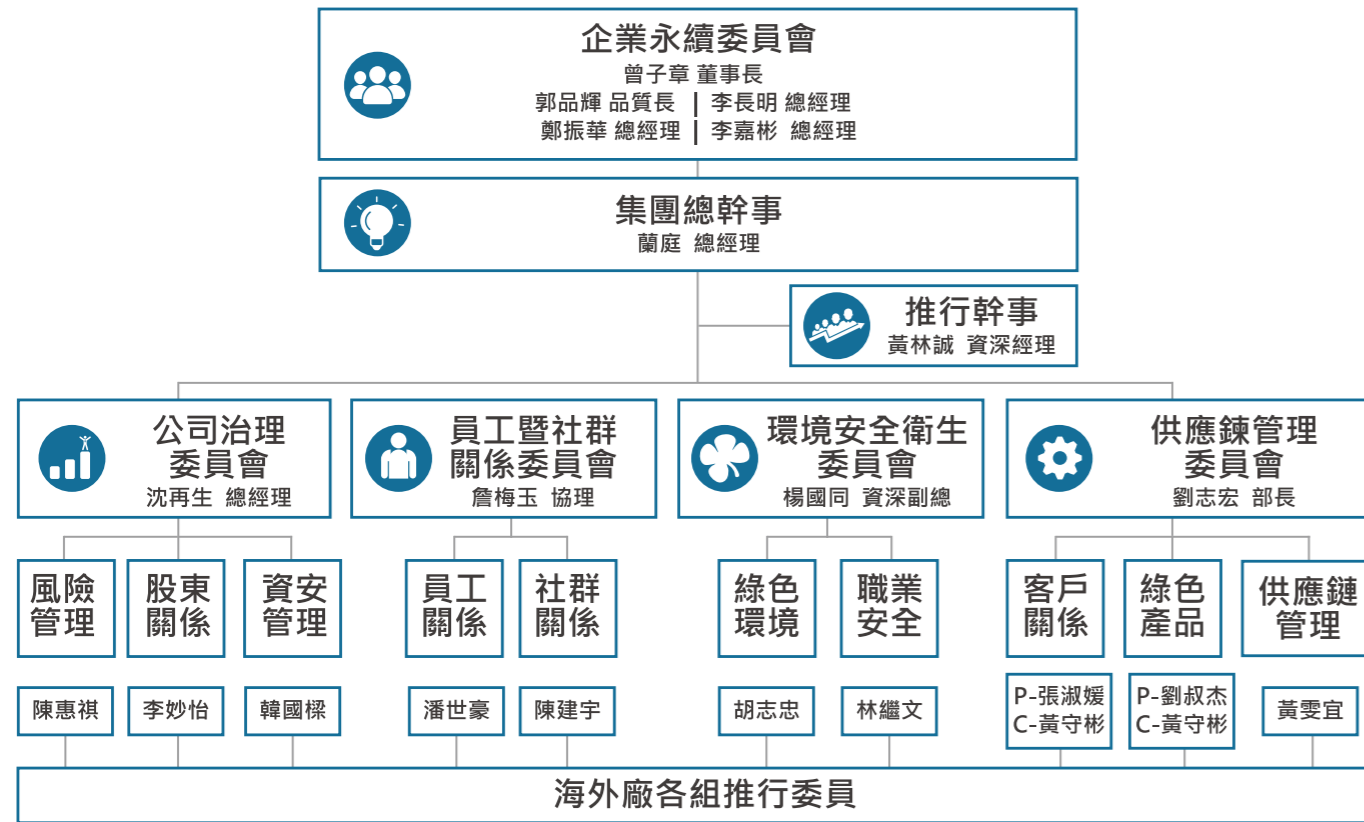 企業永續委員會
曾子章 董事長
郭品輝 品質長 | 李長明 總經理
鄭振華 總經理 | 李嘉彬 總經理
集團總幹事
蘭庭 總經理
推行幹事
黃林誠 資深經理
公司治理
委員會
沈再生 總經理
員工暨社群
關係委員會
詹梅玉 協理
環境安全衛生
委員會
楊國同 資深副總
供應鍊管理
委員會
劉志宏 部長
風險
管理
股東
關係
資安
管理
員工
關係
社群
關係
綠色
環境
職業
安全
客戶
關係
綠色
產品
供應鏈
管理
陳惠祺
李妙怡
韓國樑
潘世豪
陳建宇
胡志忠
林繼文
P-張淑媛
C-黃守彬
P-劉叔杰
C-黃守彬
黃雯宜
海外廠各組推行委員